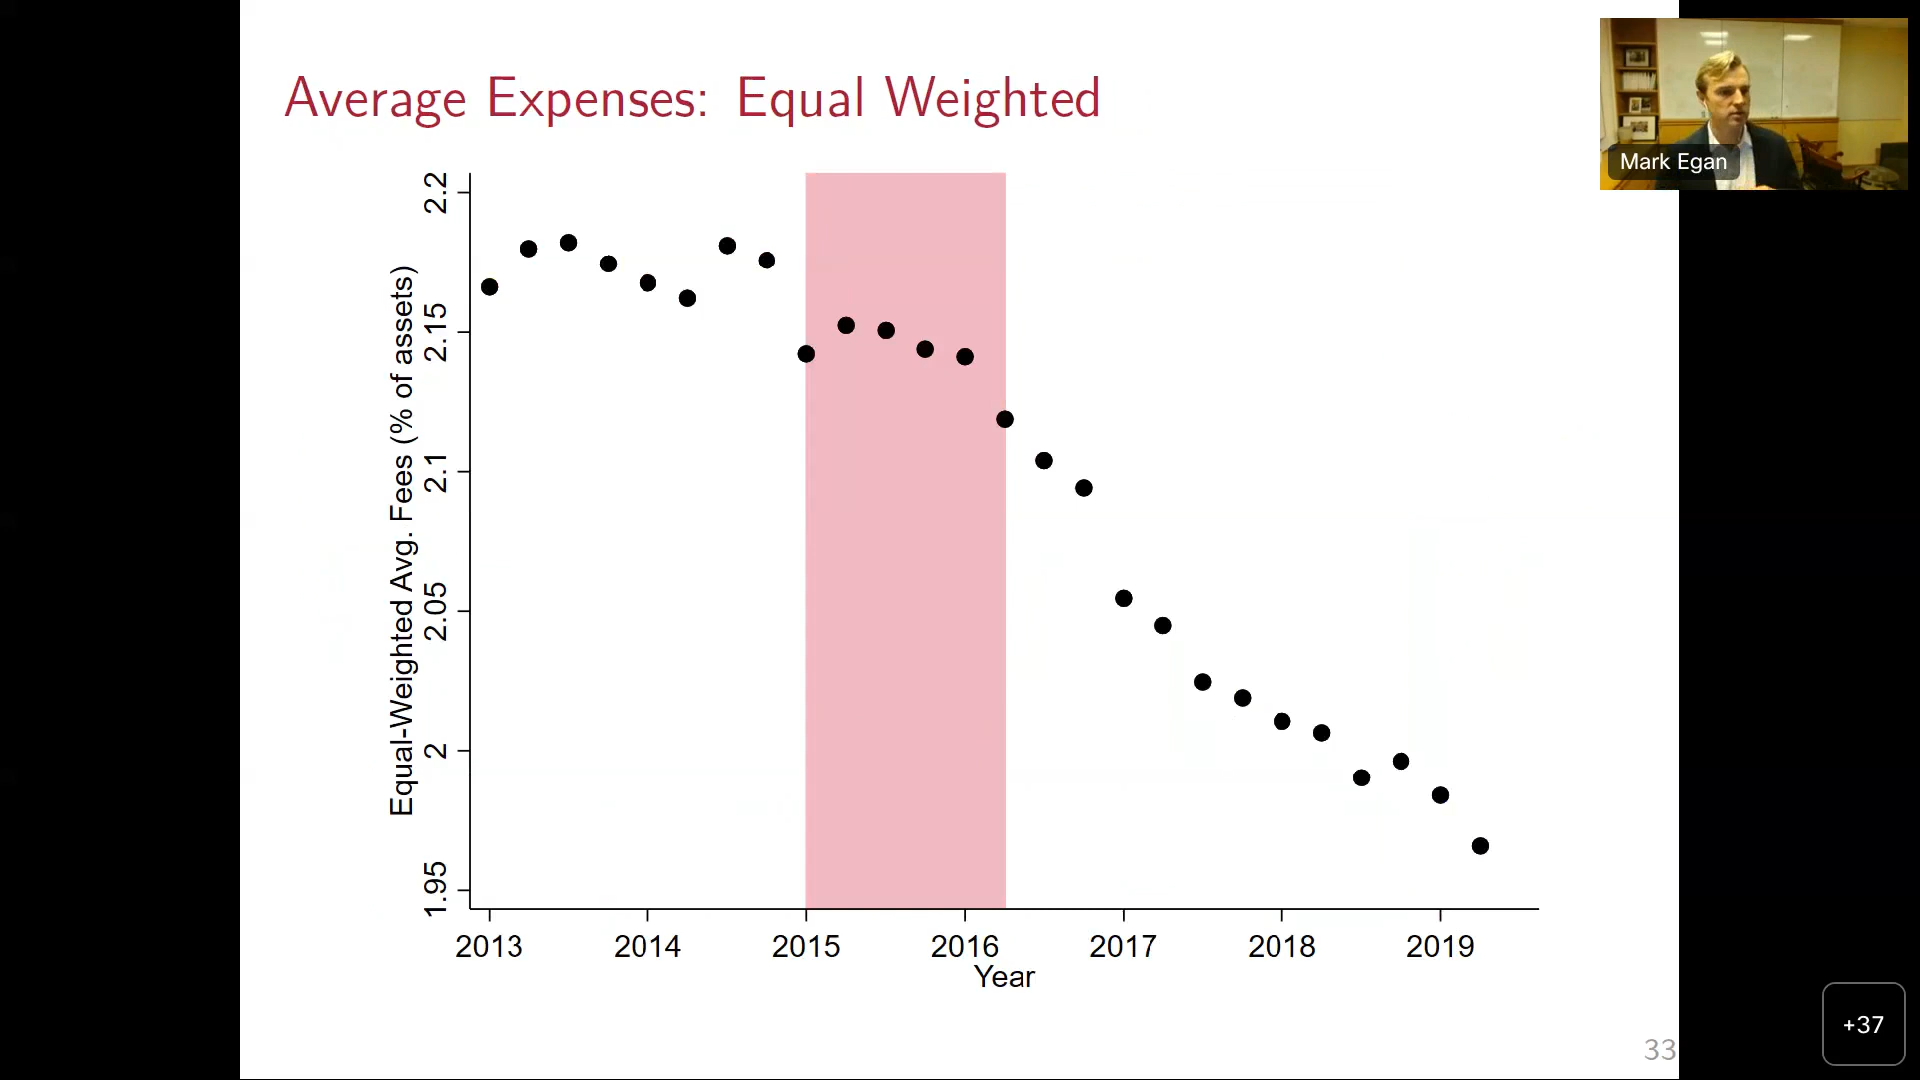 Average Expenses: Equal Weighted
Mark Egan
Equal-Weighted Avg. Fees (% of assets)
2.2
2.15
2.1
2.05
2
1.95
2013 2014 2015 2016 2017 2018 2019
Year
+37
33